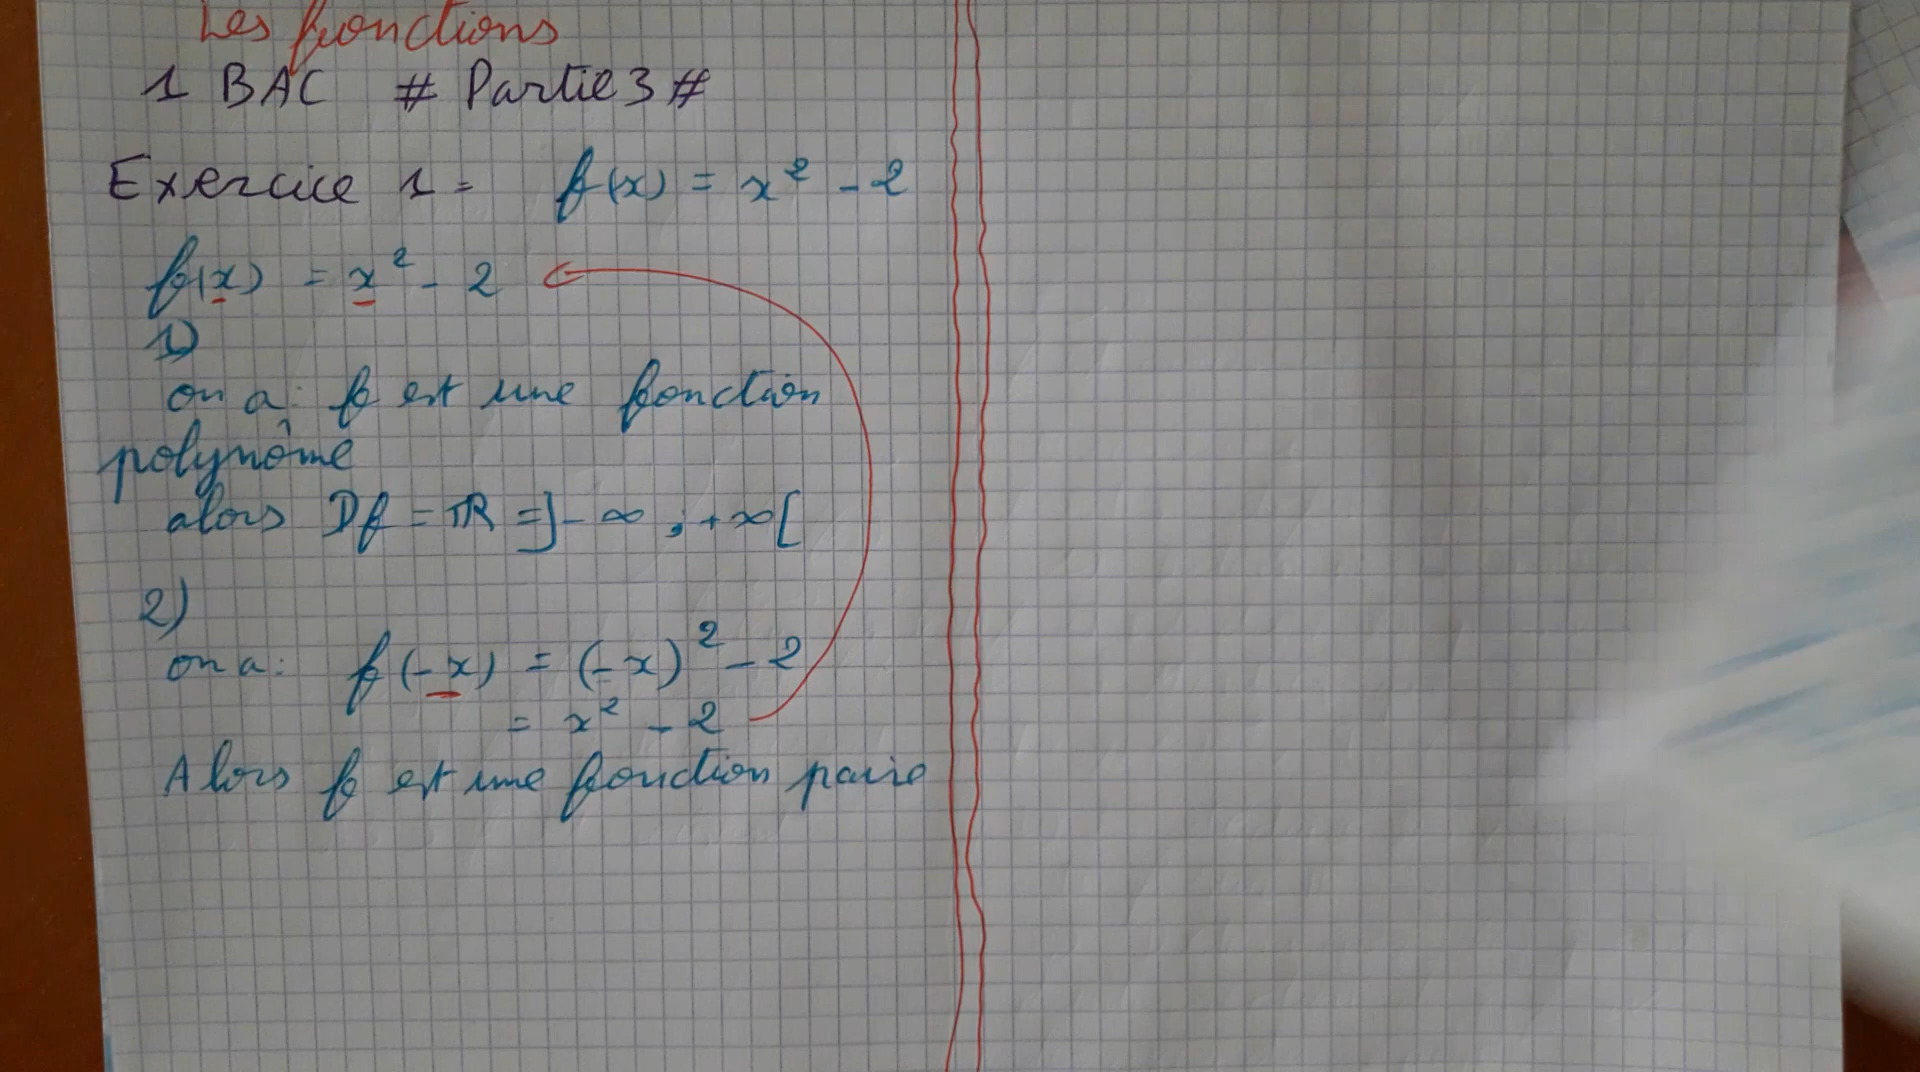 Les fonctions
1 BAC # Partie 3 #
Exercice 1 = f(x) = x² - 2
f(x) = x² - 2
1)
on a: f est une fonction
polynôme
alors Df = IR = ]-∞ ; +∞[
2)
on a: f(-x) = (-x)² - 2
= x² - 2
Alors f est une fonction paire